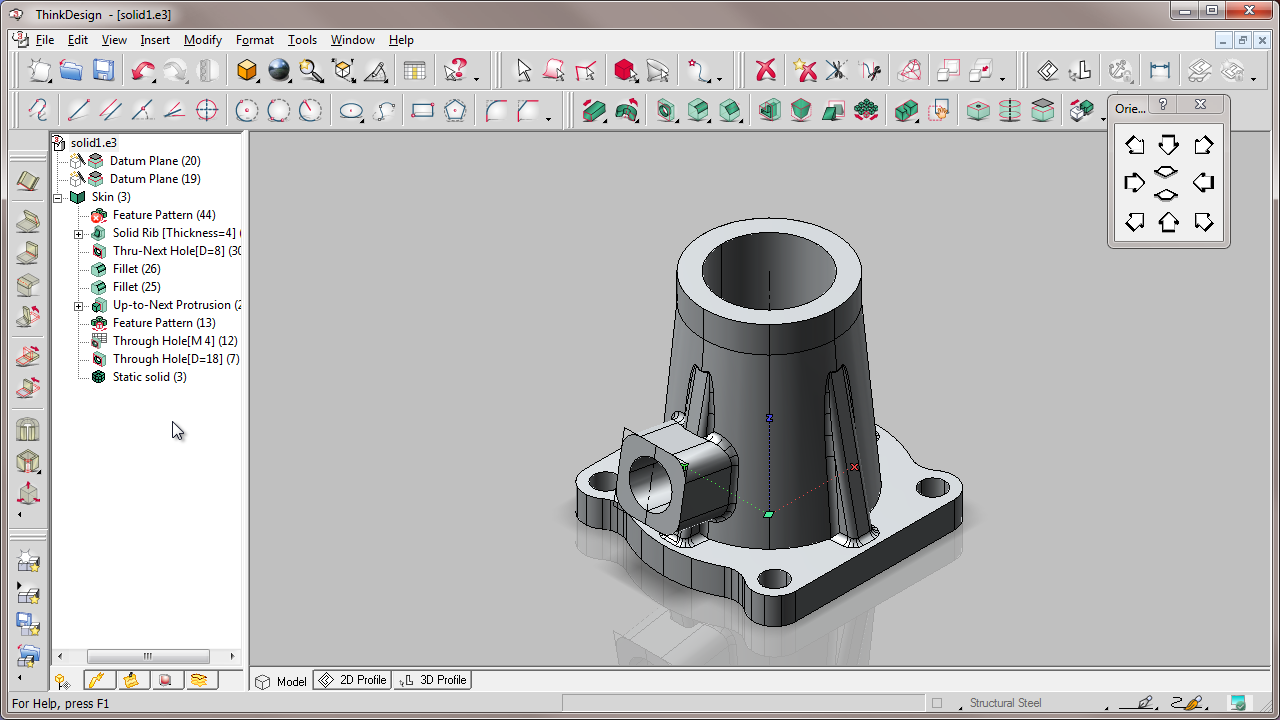 ThinkDesign - [solid1.e3]
File Edit View Insert Modify Format Tools Window Help
Orie...
solid1.e3
Datum Plane (20)
Datum Plane (19)
Skin (3)
Feature Pattern (44)
Solid Rib [Thickness=4] (
Thru-Next Hole[D=8] (30
Fillet (26)
Fillet (25)
Up-to-Next Protrusion (2
Feature Pattern (13)
Through Hole[M 4] (12)
Through Hole[D=18] (7)
Static solid (3)
Z
X
Model 2D Profile 3D Profile
For Help, press F1
Structural Steel